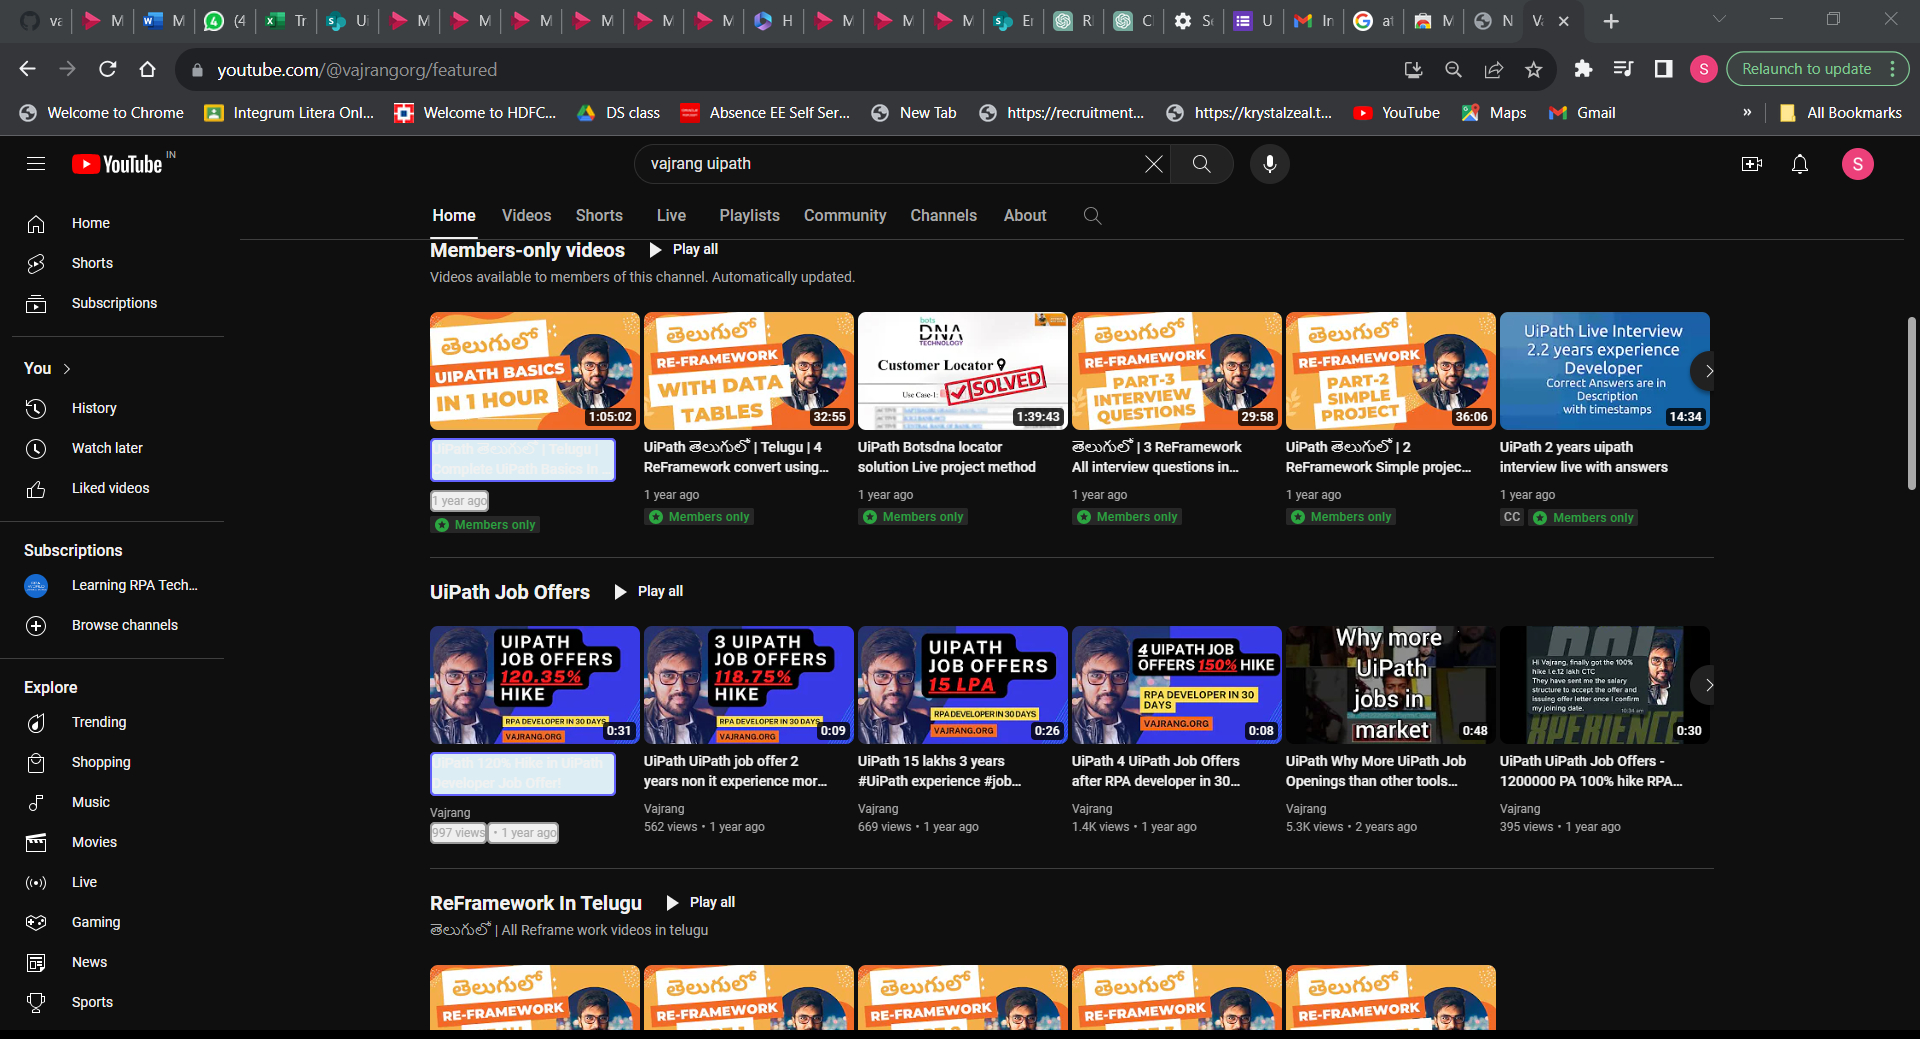 va
M
M
(4
Tr
Ui
M
M
M
M
M
M
H
M
M
M
Er
R
C
Se
U
In
at
M
N
Va
youtube.com/@vajrangorg/featured
S
Relaunch to update
Welcome to Chrome
Integrum Litera Onl...
Welcome to HDFC...
DS class
Absence EE Self Ser...
New Tab
https://recruitment...
https://krystalzeal.t...
YouTube
Maps
Gmail
»
All Bookmarks
YouTube IN
vajrang uipath
S
Home
Shorts
Subscriptions
You
History
Watch later
Liked videos
Subscriptions
Learning RPA Tech...
Browse channels
Explore
Trending
Shopping
Music
Movies
Live
Gaming
News
Sports
Home
Videos
Shorts
Live
Playlists
Community
Channels
About
Members-only videos
Play all
Videos available to members of this channel. Automatically updated.
తెలుగులో
UIPATH BASICS
IN 1 HOUR
1:05:02
UiPath తెలుగులో | Telugu |
Complete UiPath Basics In ...
1 year ago
Members only
తెలుగులో
RE-FRAMEWORK
WITH DATA
TABLES
32:55
UiPath తెలుగులో | Telugu | 4
ReFramework convert using...
1 year ago
Members only
bots
DNA
TECHNOLOGY
Customer Locator
SOLVED
Use Case-1:
1:39:43
UiPath Botsdna locator
solution Live project method
1 year ago
Members only
తెలుగులో
RE-FRAMEWORK
PART-3
INTERVIEW
QUESTIONS
29:58
తెలుగులో | 3 ReFramework
All interview questions in...
1 year ago
Members only
తెలుగులో
RE-FRAMEWORK
PART-2
SIMPLE
PROJECT
36:06
UiPath తెలుగులో | 2
ReFramework Simple projec...
1 year ago
Members only
UiPath Live Interview
2.2 years experience
Developer
Correct Answers are in
Description
with timestamps
14:34
UiPath 2 years uipath
interview live with answers
1 year ago
CC
Members only
UiPath Job Offers
Play all
UIPATH
JOB OFFERS
120.35%
HIKE
RPA DEVELOPER IN 30 DAYS
VAJRANG.ORG
0:31
UiPath 120% Hike in UiPath
Developer Job Offer!
Vajrang
997 views • 1 year ago
3 UIPATH
JOB OFFERS
118.75%
HIKE
RPA DEVELOPER IN 30 DAYS
VAJRANG.ORG
0:09
UiPath UiPath job offer 2
years non it experience mor...
Vajrang
562 views • 1 year ago
UIPATH
JOB OFFERS
15 LPA
RPA DEVELOPER IN 30 DAYS
VAJRANG.ORG
0:26
UiPath 15 lakhs 3 years
#UiPath experience #job...
Vajrang
669 views • 1 year ago
4 UIPATH JOB
OFFERS 150% HIKE
RPA DEVELOPER IN 30
DAYS
VAJRANG.ORG
0:08
UiPath 4 UiPath Job Offers
after RPA developer in 30...
Vajrang
1.4K views • 1 year ago
Why more
UiPath
jobs in
market
0:48
UiPath Why More UiPath Job
Openings than other tools...
Vajrang
5.3K views • 2 years ago
Hi Vajrang, finally got the 100%
hike i.e.12 lakh CTC
They have sent me the salary
structure to accept the offer and
issuing offer letter once I confirm
my joining date.
XPERIENCE
0:30
UiPath UiPath Job Offers -
1200000 PA 100% hike RPA...
Vajrang
395 views • 1 year ago
ReFramework In Telugu
Play all
తెలుగులో | All Reframe work videos in telugu
తెలుగులో
RE-FRAMEWORK
తెలుగులో
RE-FRAMEWORK
తెలుగులో
RE-FRAMEWORK
తెలుగులో
RE-FRAMEWORK
తెలుగులో
RE-FRAMEWORK